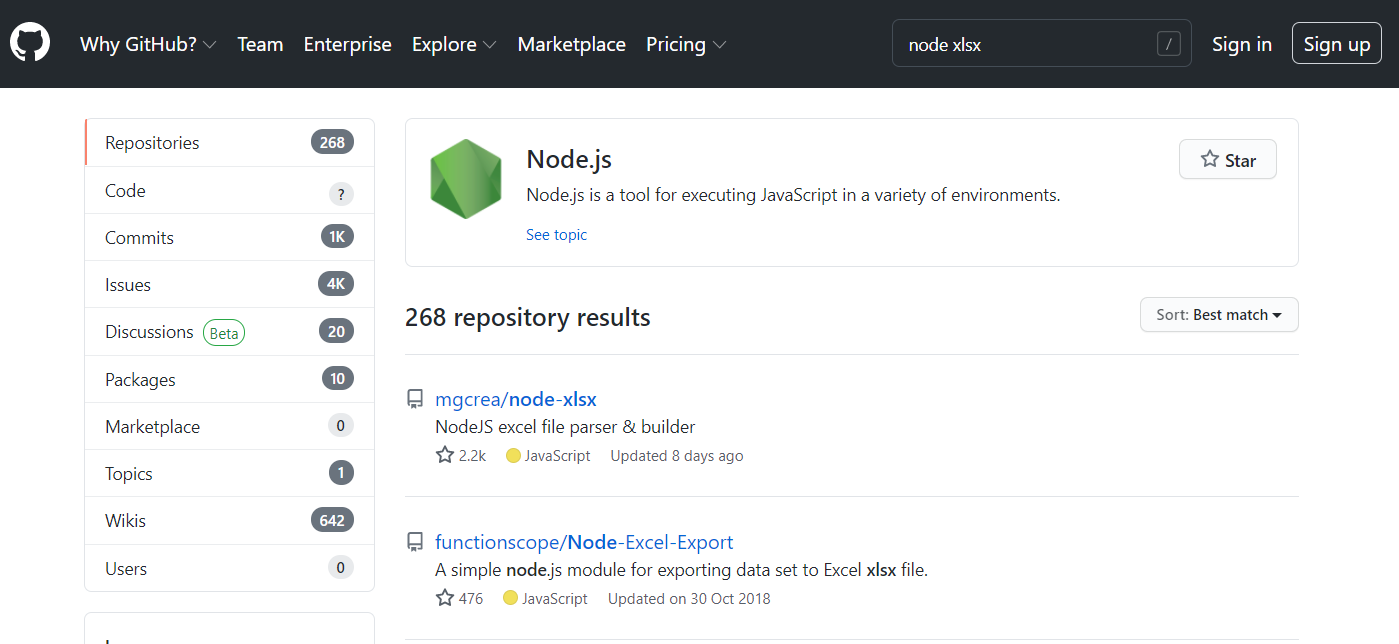 Why GitHub? Team Enterprise Explore Marketplace Pricing node xlsx / Sign in Sign up
Repositories 268
Code ?
Commits 1K
Issues 4K
Discussions Beta 20
Packages 10
Marketplace 0
Topics 1
Wikis 642
Users 0
Node.js
Star
Node.js is a tool for executing JavaScript in a variety of environments.
See topic
268 repository results
Sort: Best match
mgcrea/node-xlsx
NodeJS excel file parser & builder
2.2k JavaScript Updated 8 days ago
functionscope/Node-Excel-Export
A simple node.js module for exporting data set to Excel xlsx file.
476 JavaScript Updated on 30 Oct 2018